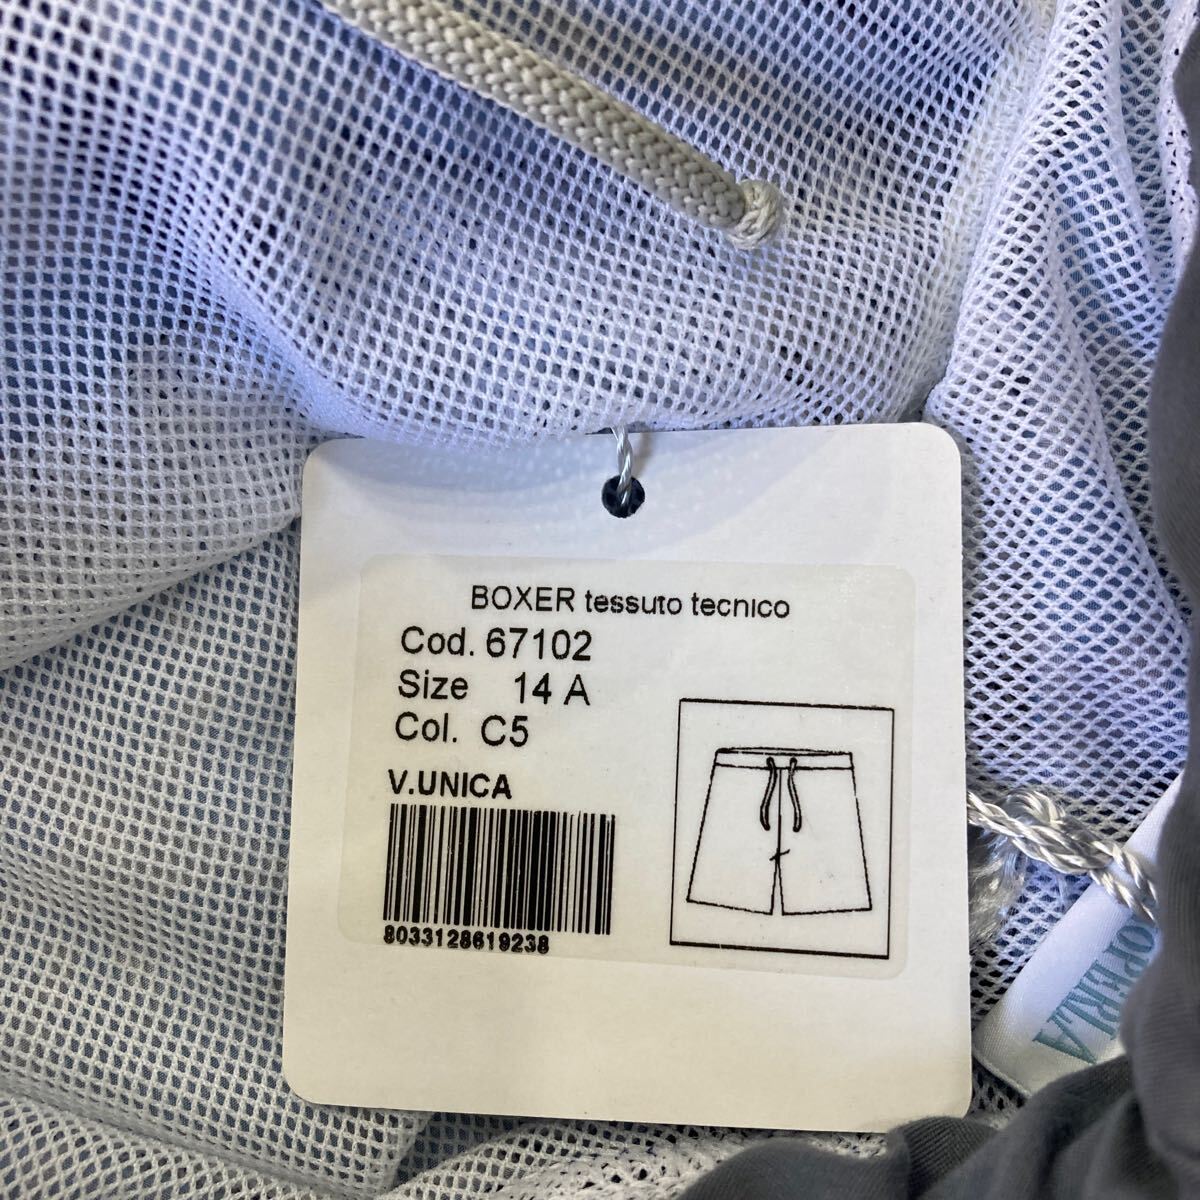 BOXER tessuto tecnico
Cod. 67102
Size 14 A
Col. C5
V.UNICA
8033128619238